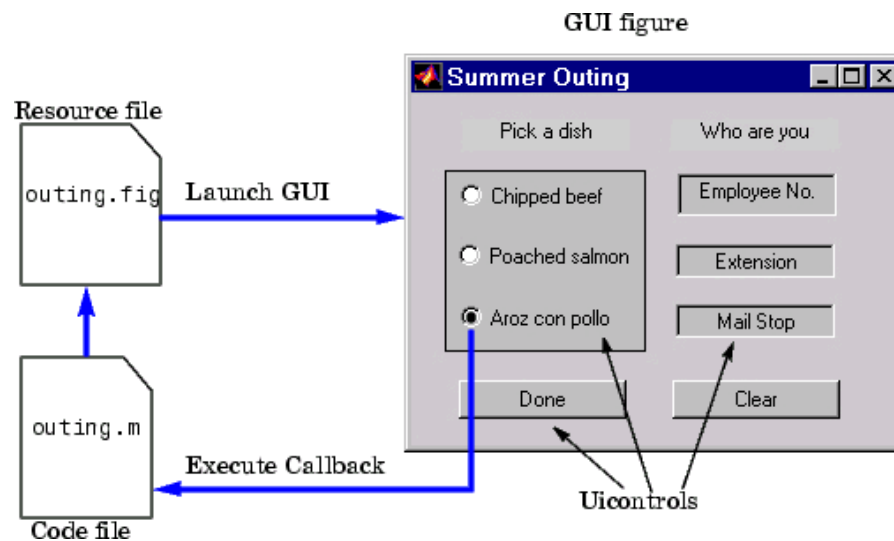 GUI figure
Summer Outing
Resource file
outing.fig
Launch GUI
Pick a dish
Who are you
Chipped beef
Poached salmon
Aroz con pollo
Employee No.
Extension
Mail Stop
Done
Clear
outing.m
Code file
Execute Callback
Uicontrols